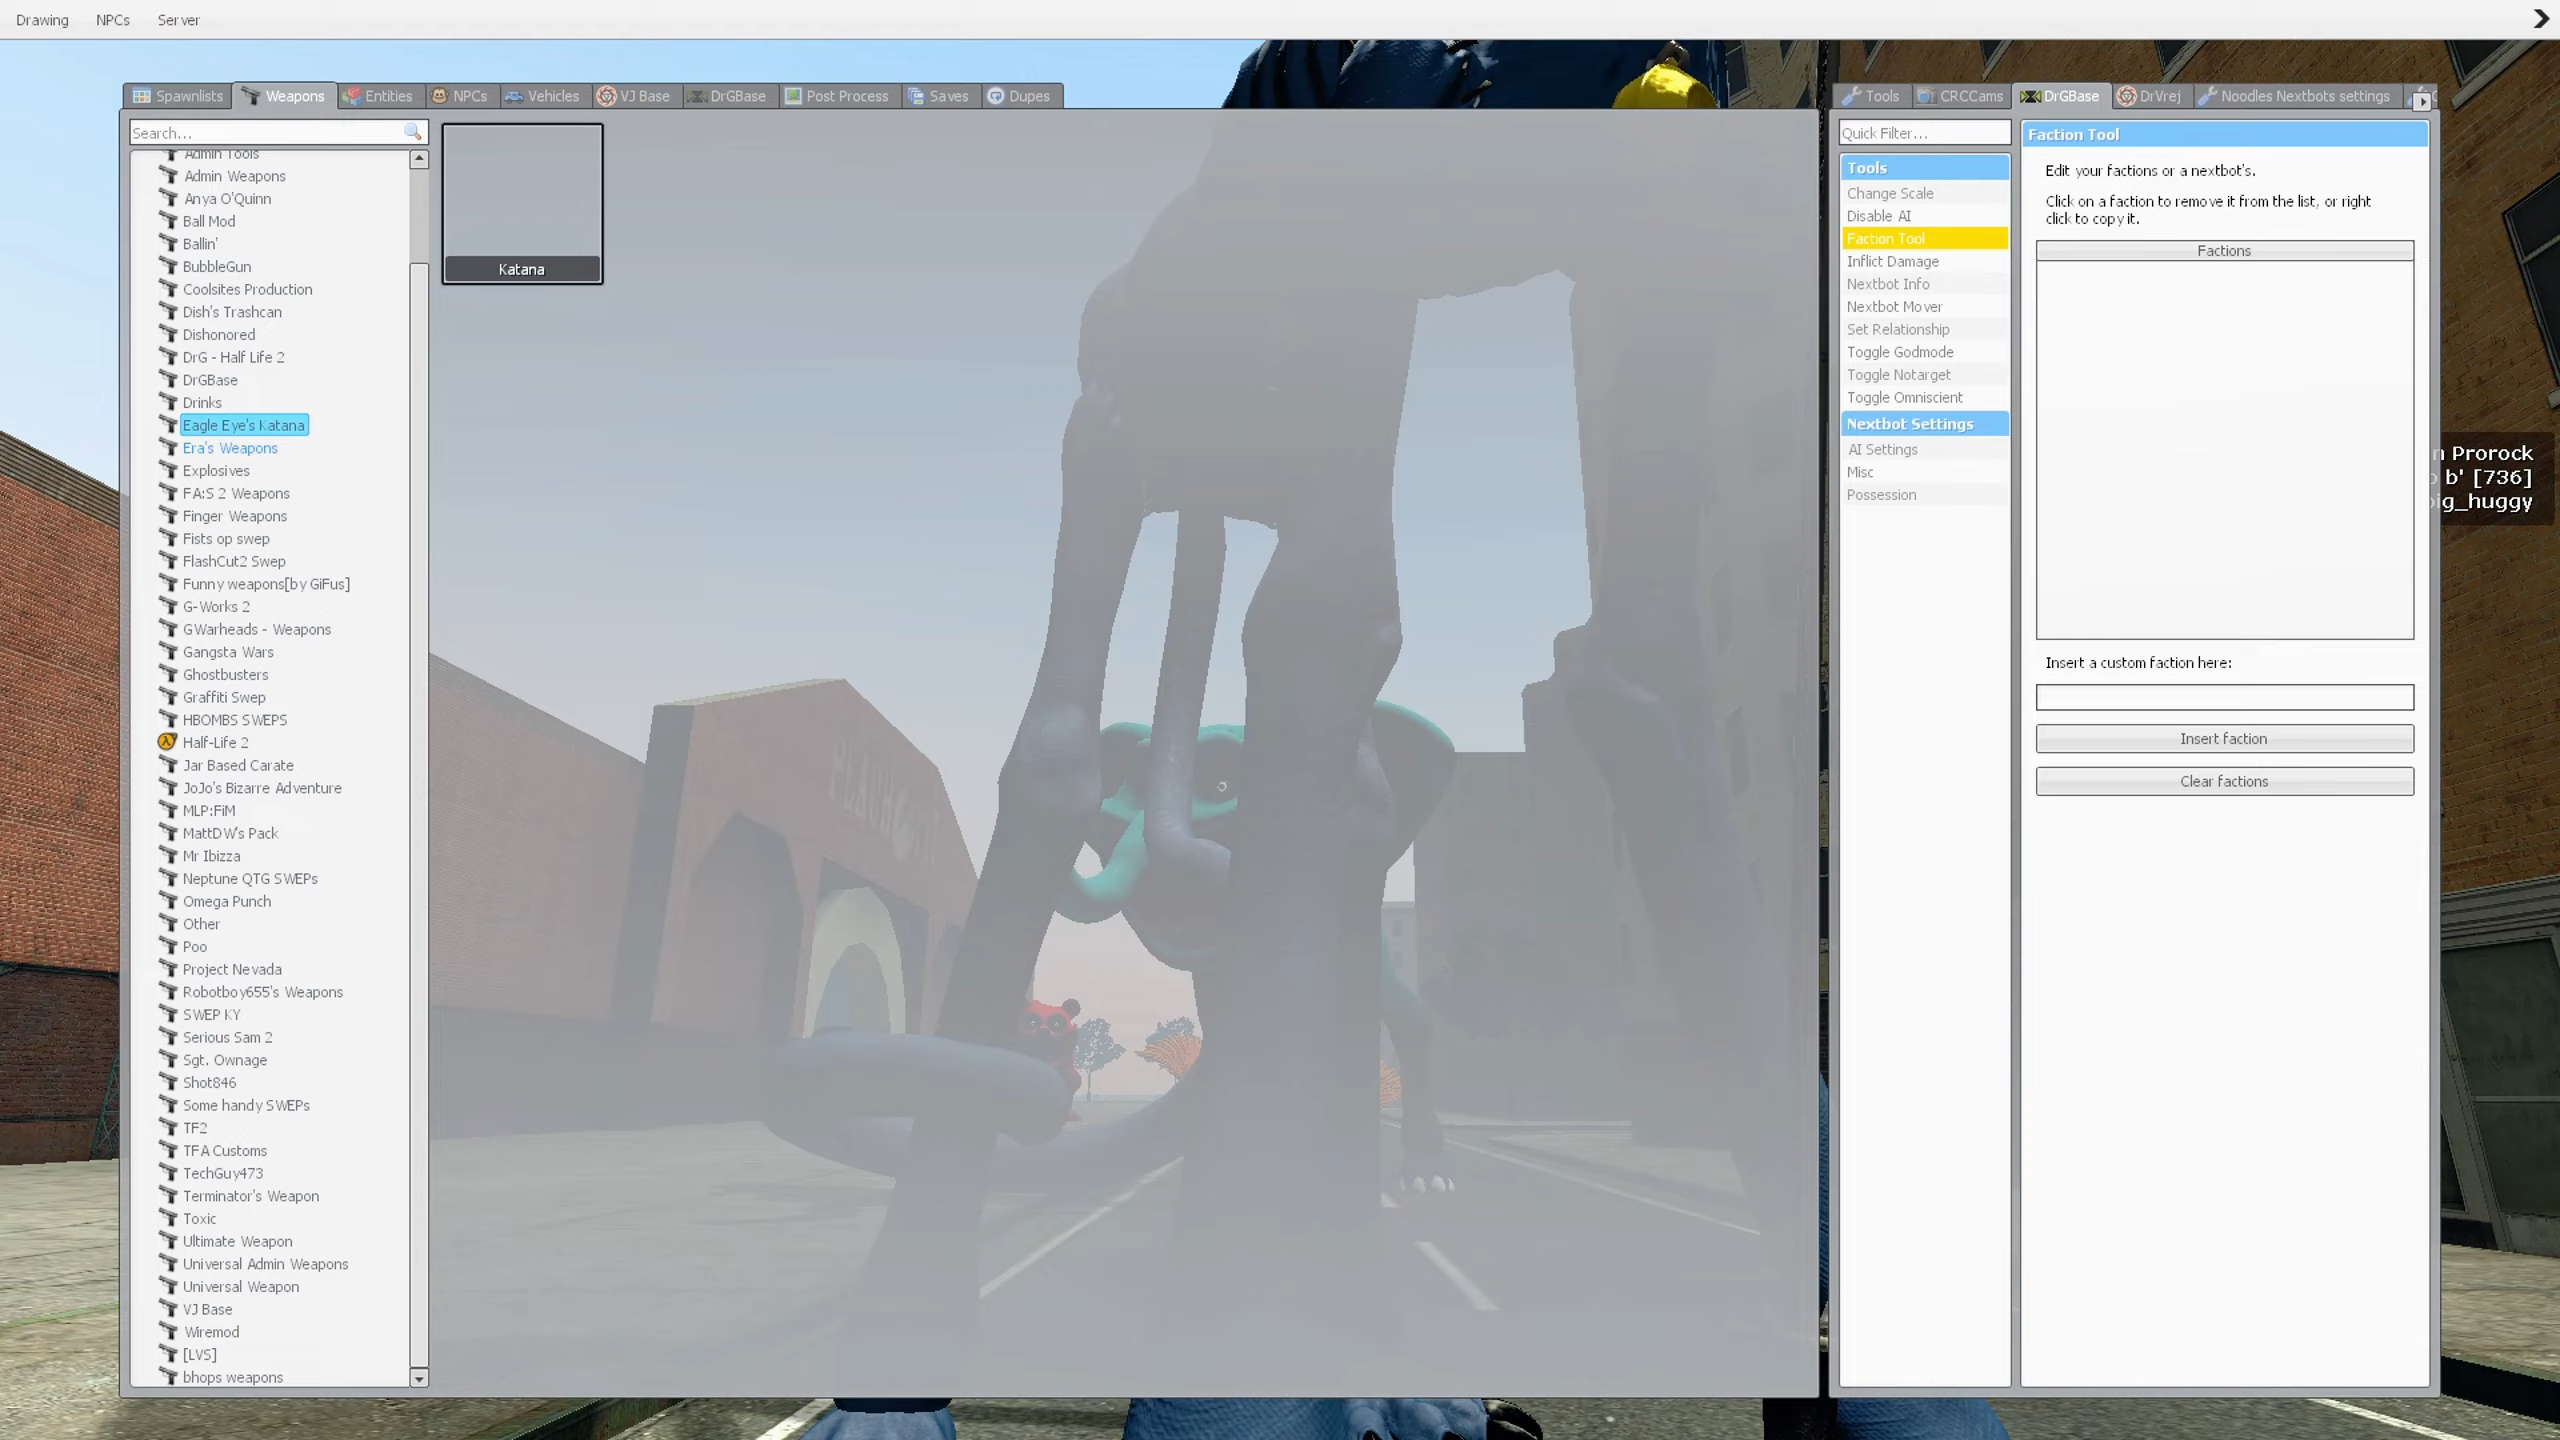 Drawing
NPCs
Server
Spawnlists
Weapons
Entities
NPCs
Vehicles
VJ Base
DrGBase
Post Process
Saves
Dupes
Search...
Admin Tools
Admin Weapons
Anya O'Quinn
Ball Mod
Ballin'
BubbleGun
Coolsites Production
Dish's Trashcan
Dishonored
DrG - Half Life 2
DrGBase
Drinks
Eagle Eye's Katana
Era's Weapons
Explosives
FA:S 2 Weapons
Finger Weapons
Fists op swep
FlashCut2 Swep
Funny weapons[by GiFus]
G-Works 2
GWarheads - Weapons
Gangsta Wars
Ghostbusters
Graffiti Swep
HBOMBS SWEPS
Half-Life 2
Jar Based Carate
JoJo's Bizarre Adventure
MLP:FiM
MattDW's Pack
Mr Ibizza
Neptune QTG SWEPs
Omega Punch
Other
Poo
Project Nevada
Robotboy655's Weapons
SWEP KY
Serious Sam 2
Sgt. Ownage
Shot846
Some handy SWEPs
TF2
TFA Customs
TechGuy473
Terminator's Weapon
Toxic
Ultimate Weapon
Universal Admin Weapons
Universal Weapon
VJ Base
Wiremod
[LVS]
bhops weapons
Katana
Tools
CRCCams
DrGBase
DrVrej
Noodles Nextbots settings
Quick Filter...
Tools
Change Scale
Disable AI
Faction Tool
Inflict Damage
Nextbot Info
Nextbot Mover
Set Relationship
Toggle Godmode
Toggle Notarget
Toggle Omniscient
Nextbot Settings
AI Settings
Misc
Possession
Faction Tool
Edit your factions or a nextbot's.
Click on a faction to remove it from the list, or right
click to copy it.
Factions
Insert a custom faction here:
Insert faction
Clear factions
n Prorock
b' [736]
ig_huggy